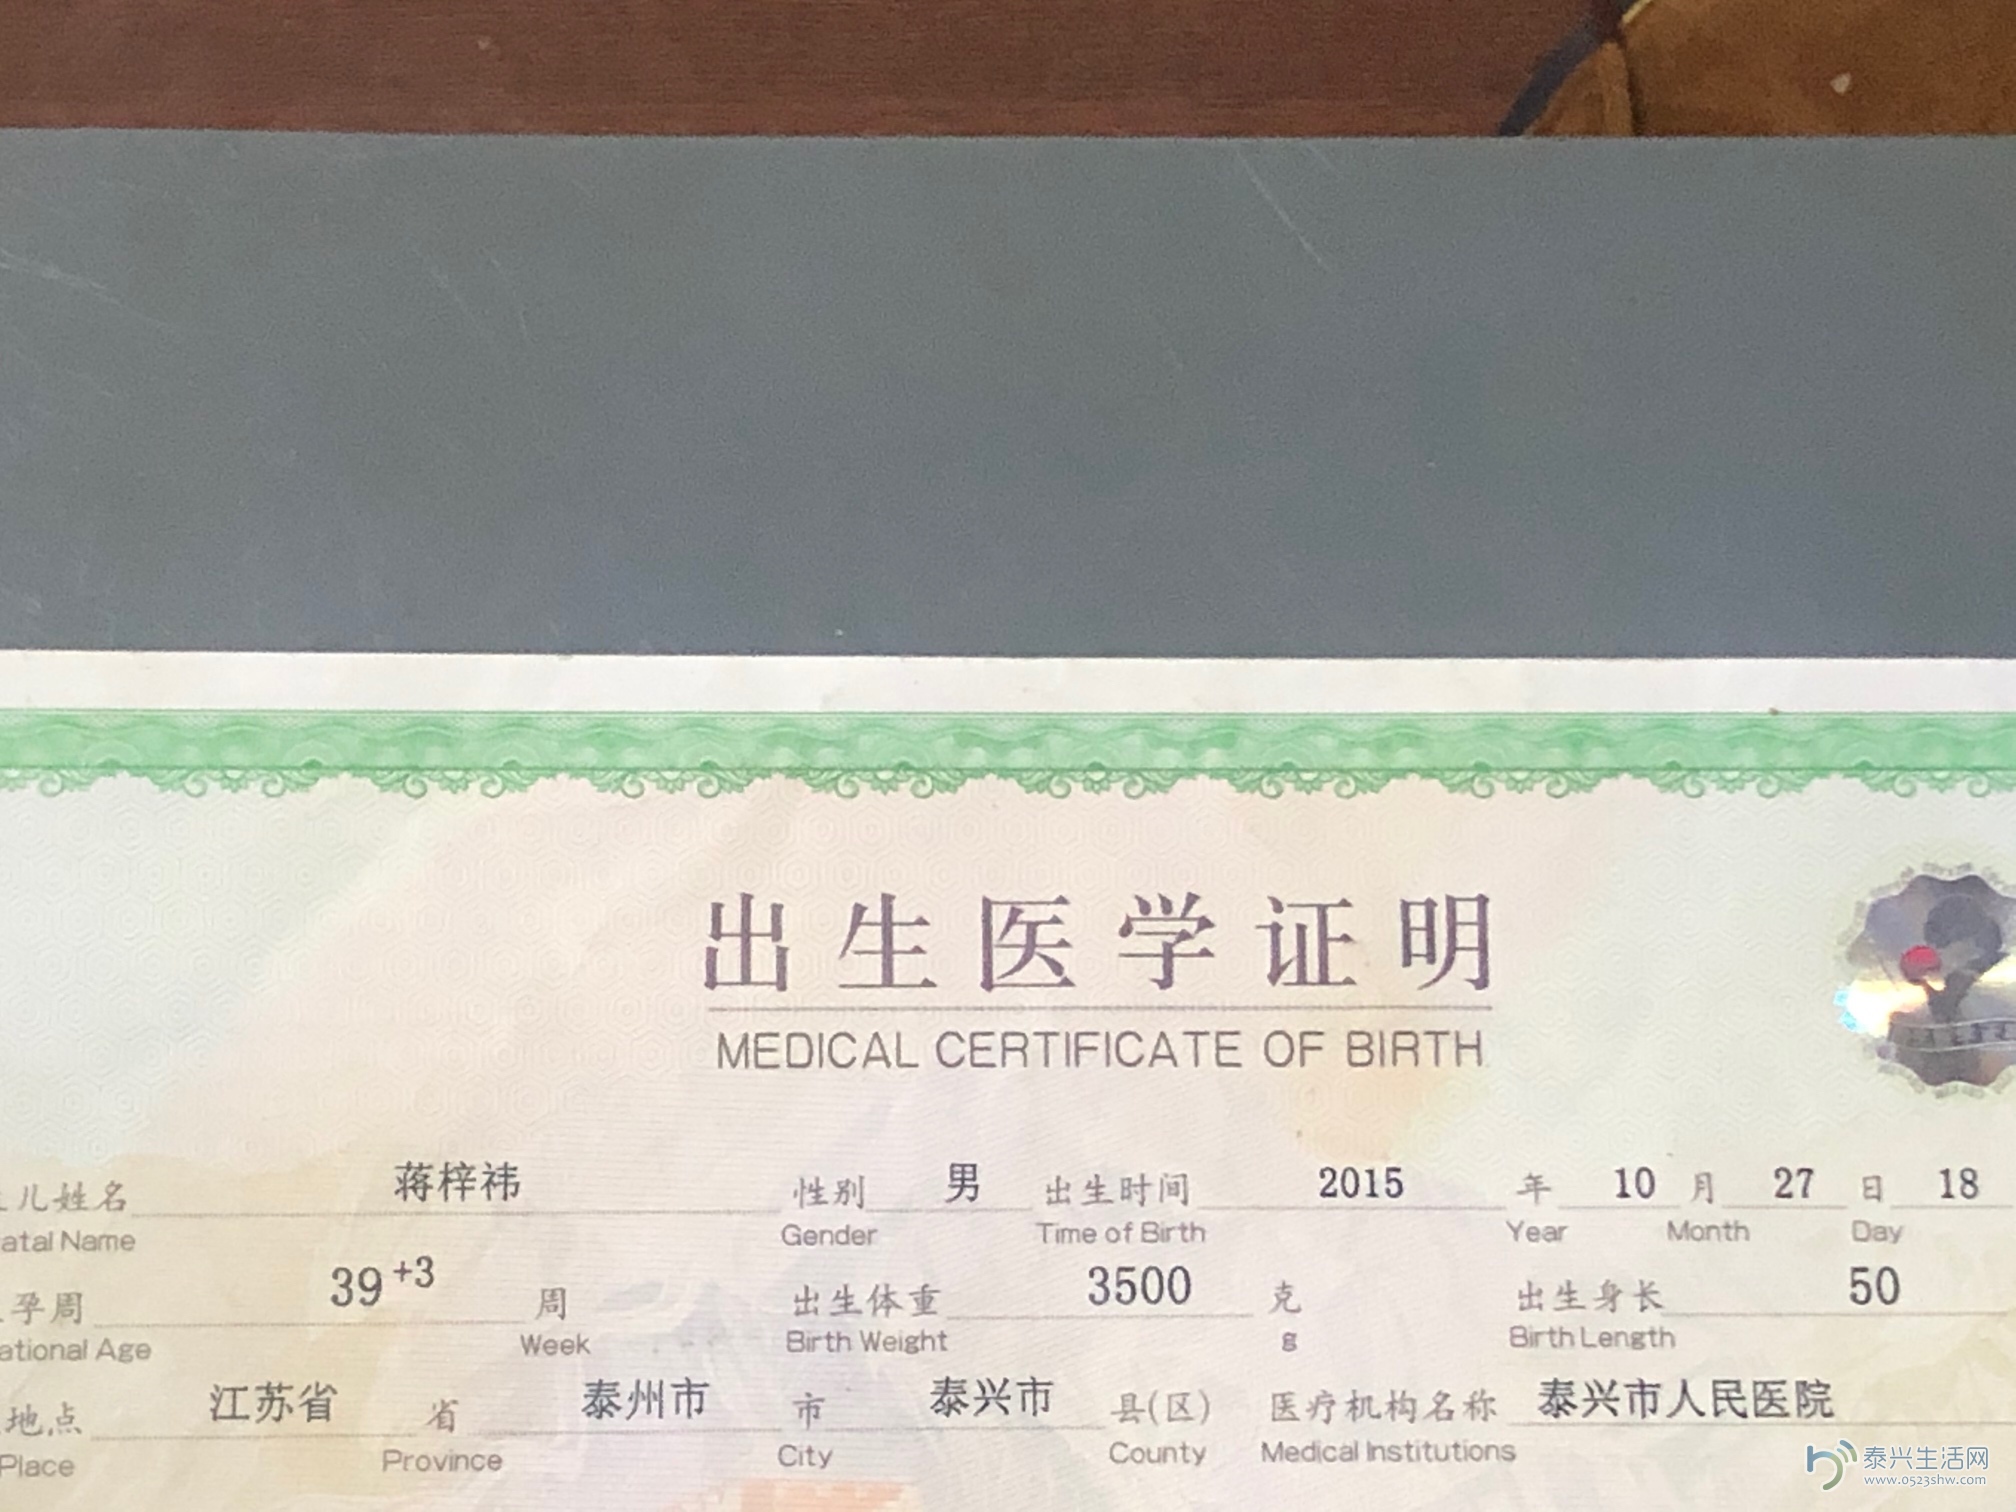 出生医学证明
MEDICAL CERTIFICATE OF BIRTH
儿姓名 蒋梓祎 性别 男 出生时间 2015 年 10 月 27 日 18
atal Name Gender Time of Birth Year Month Day
孕周 39+3 周 出生体重 3500 克 出生身长 50
ational Age Week Birth Weight g Birth Length
地点 江苏省 省 泰州市 市 泰兴市 县(区) 医疗机构名称 泰兴市人民医院
Place Province City County Medical Institutions
泰兴生活网
www.0523shw.com